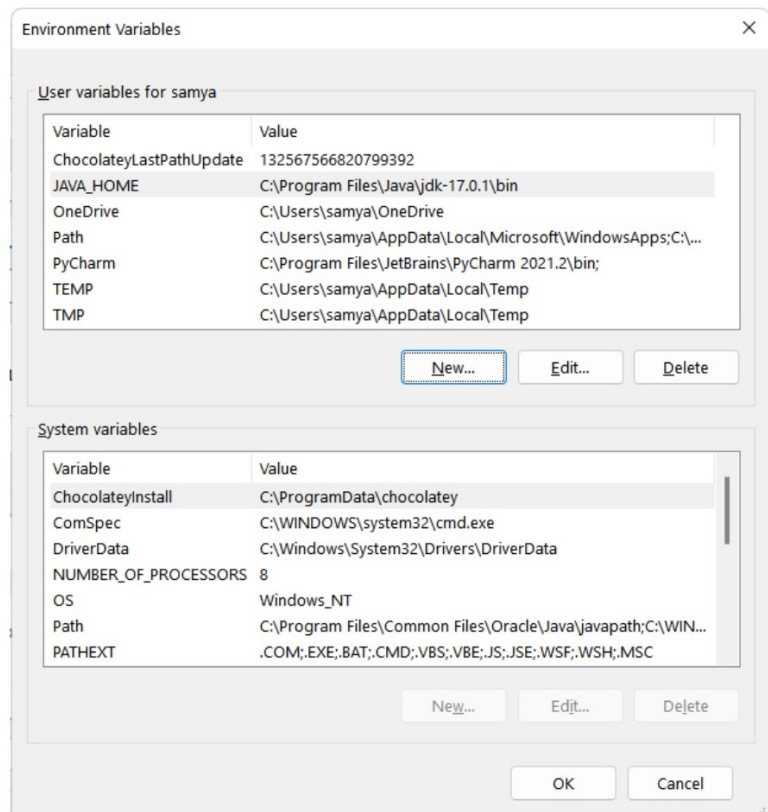 Environment Variables
User variables for samya
Variable Value
ChocolateyLastPathUpdate 132567566820799392
JAVA_HOME C:\Program Files\Java\jdk-17.0.1\bin
OneDrive C:\Users\samya\OneDrive
Path C:\Users\samya\AppData\Local\Microsoft\WindowsApps;C:\...
PyCharm C:\Program Files\JetBrains\PyCharm 2021.2\bin;
TEMP C:\Users\samya\AppData\Local\Temp
TMP C:\Users\samya\AppData\Local\Temp
New... Edit... Delete
System variables
Variable Value
ChocolateyInstall C:\ProgramData\chocolatey
ComSpec C:\WINDOWS\system32\cmd.exe
DriverData C:\Windows\System32\Drivers\DriverData
NUMBER_OF_PROCESSORS 8
OS Windows_NT
Path C:\Program Files\Common Files\Oracle\Java\javapath;C:\WIN...
PATHEXT .COM;.EXE;.BAT;.CMD;.VBS;.VBE;.JS;.JSE;.WSF;.WSH;.MSC
New... Edit... Delete
OK Cancel